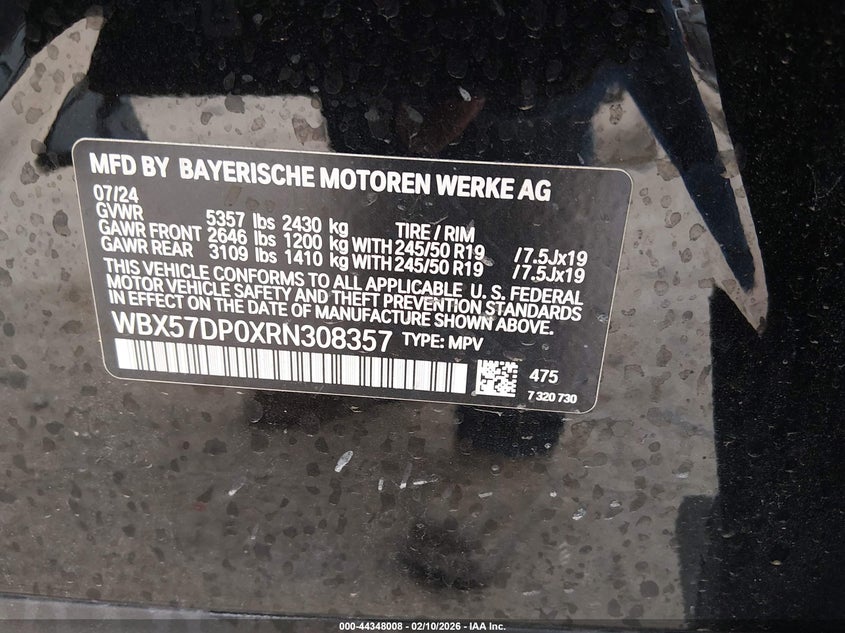 MFD BY BAYERISCHE MOTOREN WERKE AG
07/24
GVWR 5357 lbs 2430 kg TIRE / RIM
GAWR FRONT 2646 lbs 1200 kg WITH 245/50 R19 /7.5Jx19
GAWR REAR 3109 lbs 1410 kg WITH 245/50 R19 /7.5Jx19
THIS VEHICLE CONFORMS TO ALL APPLICABLE U. S. FEDERAL
MOTOR VEHICLE SAFETY AND THEFT PREVENTION STANDARDS
IN EFFECT ON THE DATE OF MANUFACTURE SHOWN ABOVE.
WBX57DP0XRN308357 TYPE: MPV
475
7 320 730
000-44348008 - 02/10/2026 - IAA Inc.